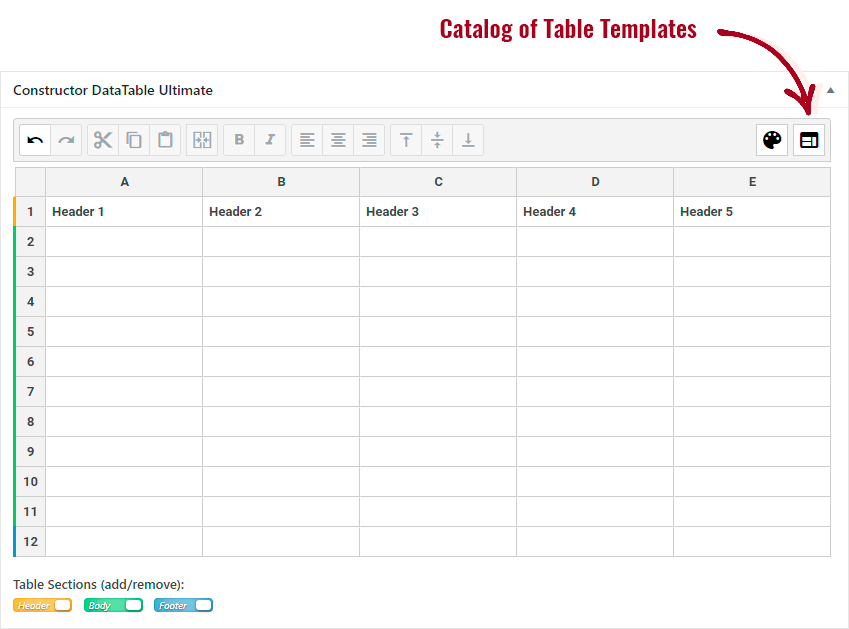 Catalog of Table Templates
Constructor DataTable Ultimate
B I
A B C D E
1 Header 1 Header 2 Header 3 Header 4 Header 5
2
3
4
5
6
7
8
9
10
11
12
Table Sections (add/remove):
Header Body Footer